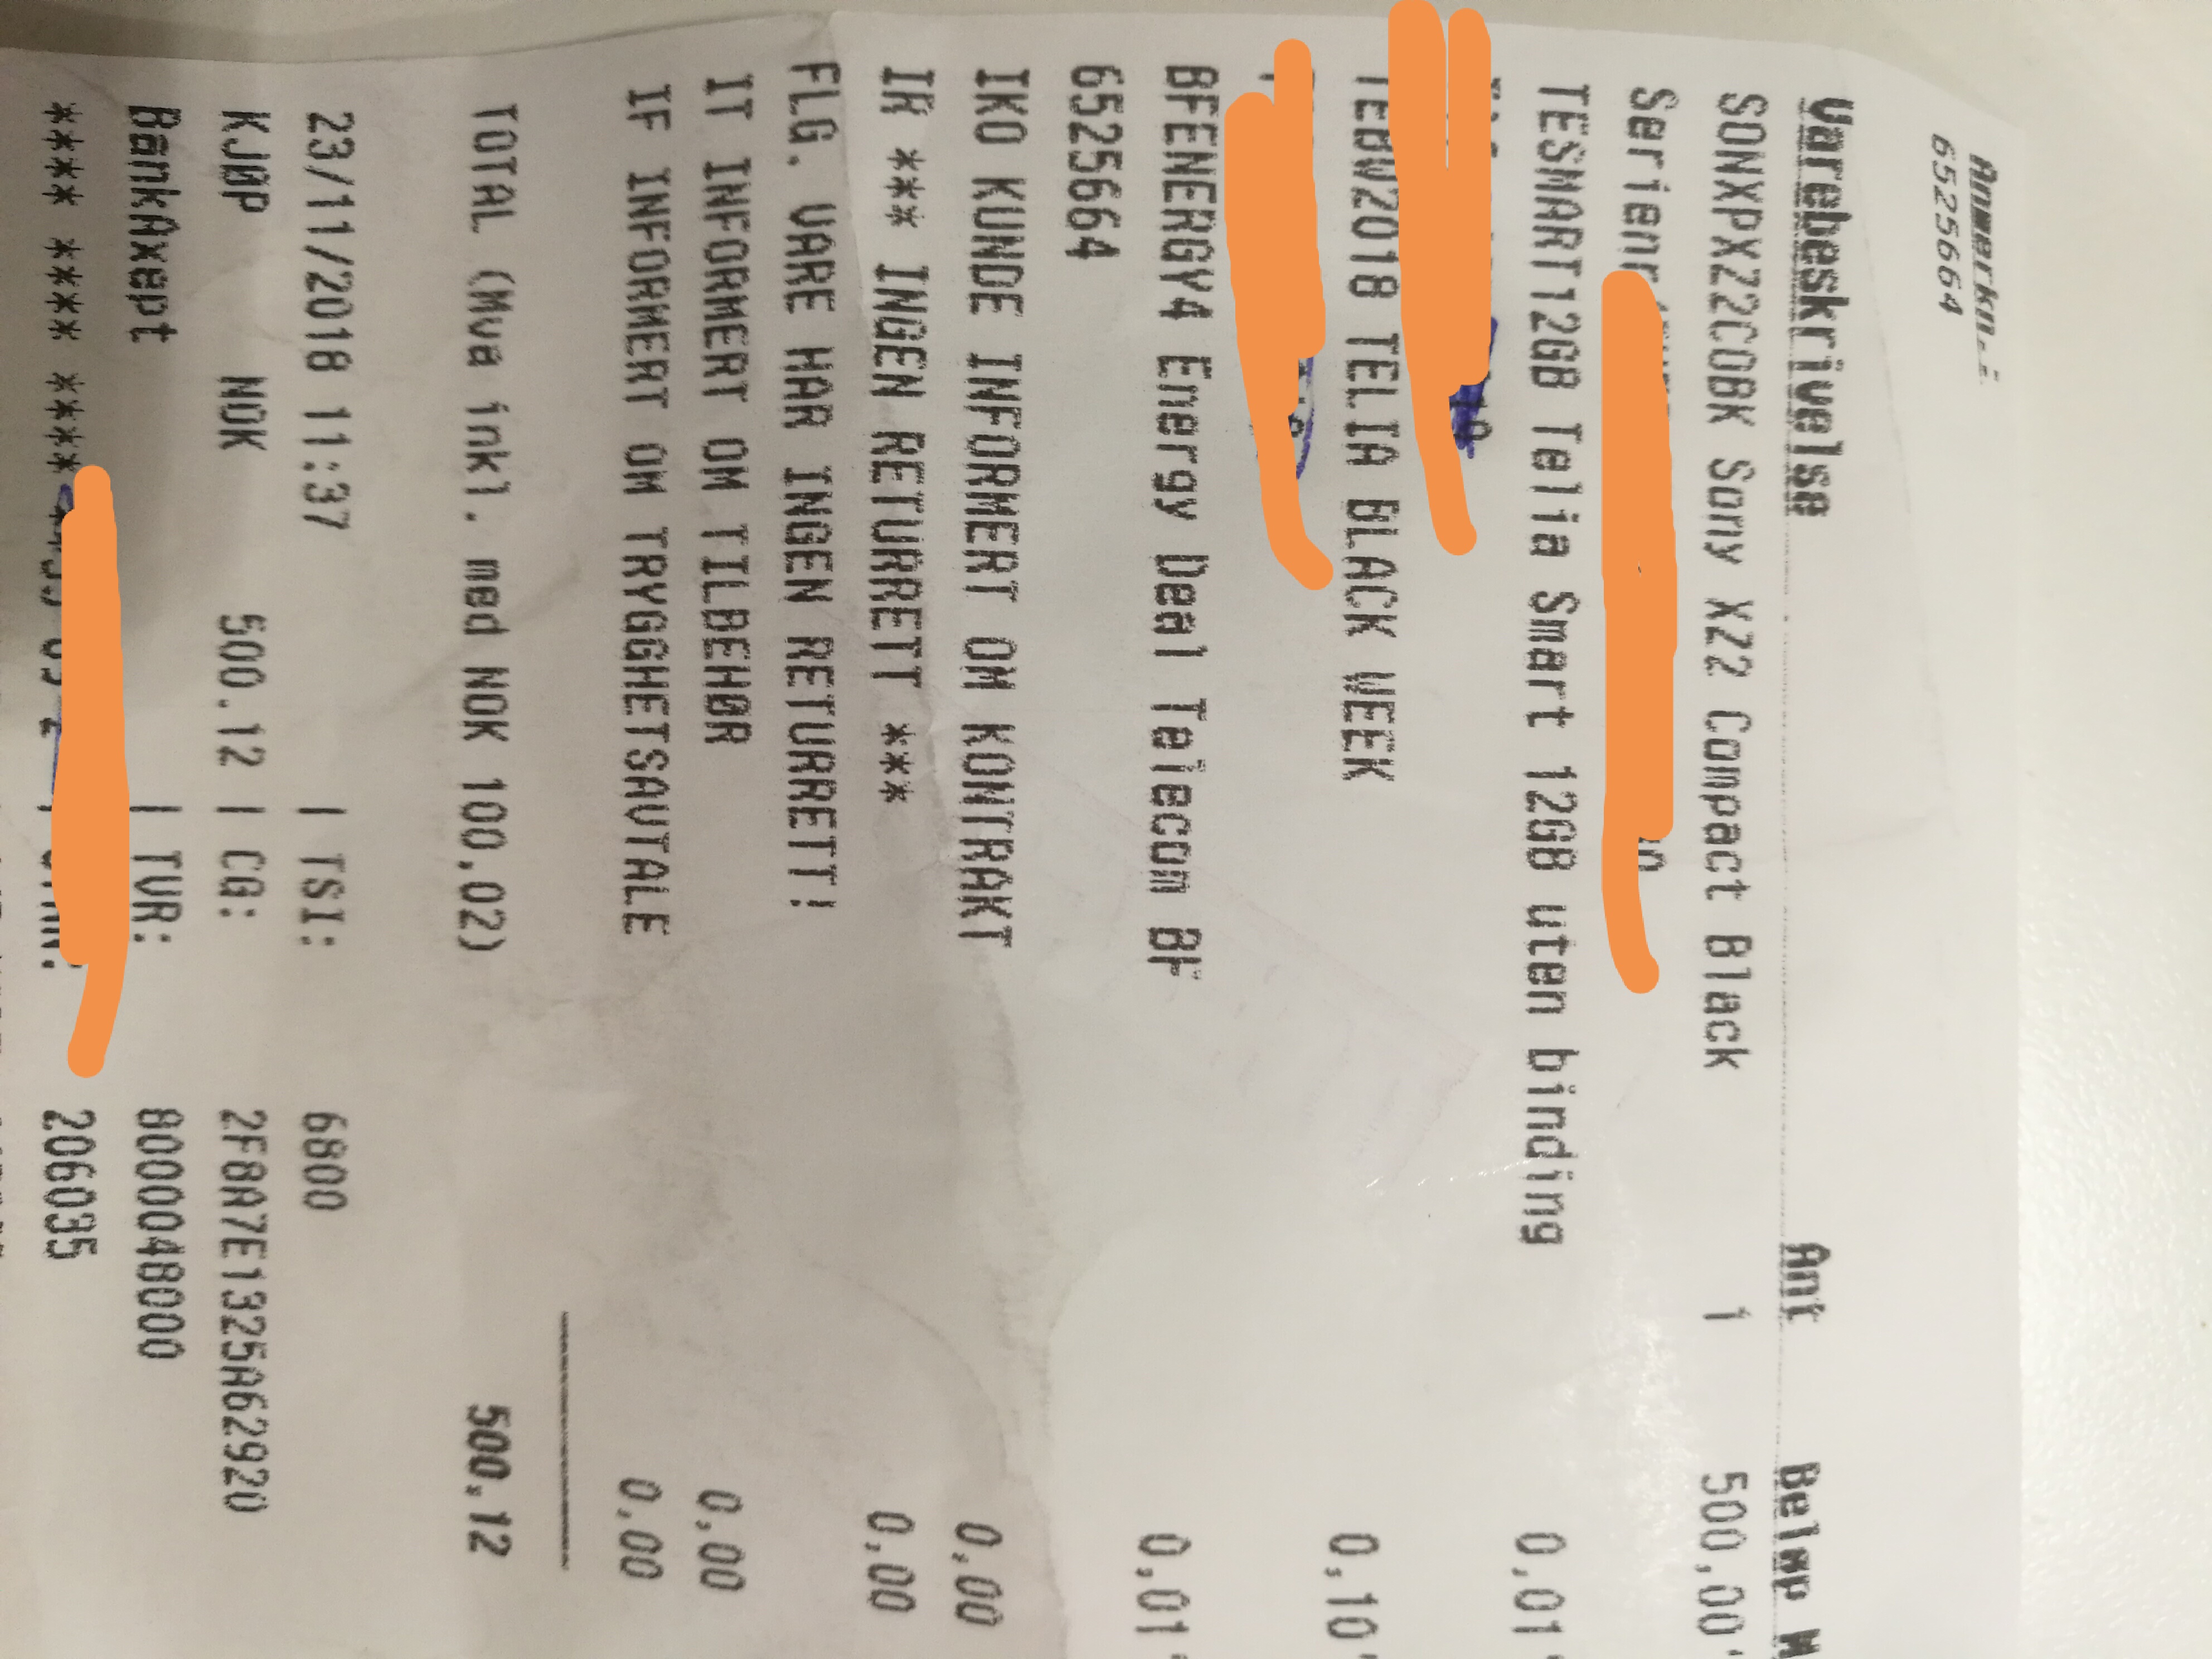 Anmerkn.:
6525664
Varebeskrivelse Ant Beløp M
SONXPXZ2COBK Sony XZ2 Compact Black 1 500,00
Serienr
TESMART12GB Telia Smart 12GB uten binding 0,01
TEBW2018 TELIA BLACK WEEK 0,10
BFENERGY4 Energy Deal Telecom BF 0,01
6525664
IKO KUNDE INFORMERT OM KONTRAKT 0,00
IR *** INGEN RETURRETT *** 0,00
FLG. VARE HAR INGEN RETURRETT!
IT INFORMERT OM TILBEHØR 0,00
IF INFORMERT OM TRYGGHETSAVTALE 0,00
TOTAL (Mva inkl. med NOK 100,02) 500,12
23/11/2018 11:37 | TSI: 6800
KJØP NOK 500.12 | CQ: 2F8A7E1325A62920
BankAxept | TVR: 8000048000
**** **** **** 206035